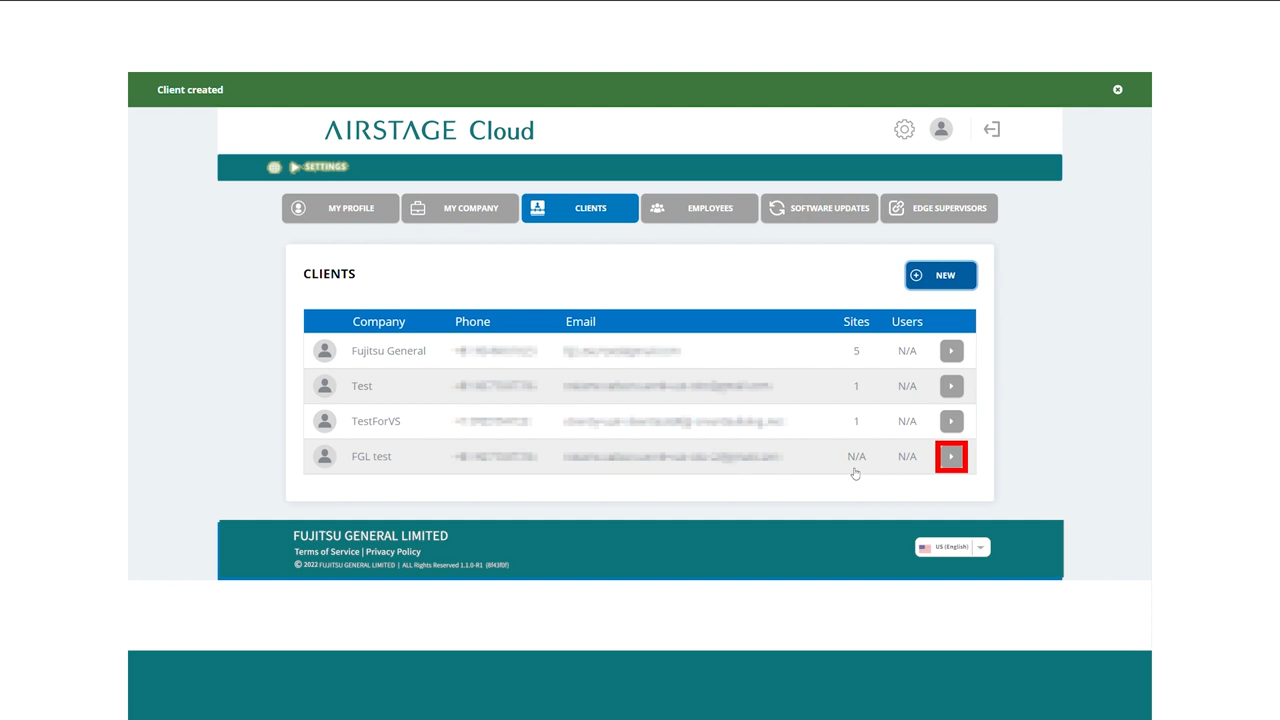 Client created
AIRSTAGE Cloud
SETTINGS
MY PROFILE
MY COMPANY
CLIENTS
EMPLOYEES
SOFTWARE UPDATES
EDGE SUPERVISORS
CLIENTS
NEW
Company Phone Email Sites Users
Fujitsu General 5 N/A
Test 1 N/A
TestForVS 1 N/A
FGL test N/A N/A
FUJITSU GENERAL LIMITED
Terms of Service | Privacy Policy
© 2022 FUJITSU GENERAL LIMITED | ALL Rights Reserved 1.1.0-R1 (8f43f0f)
US (English)